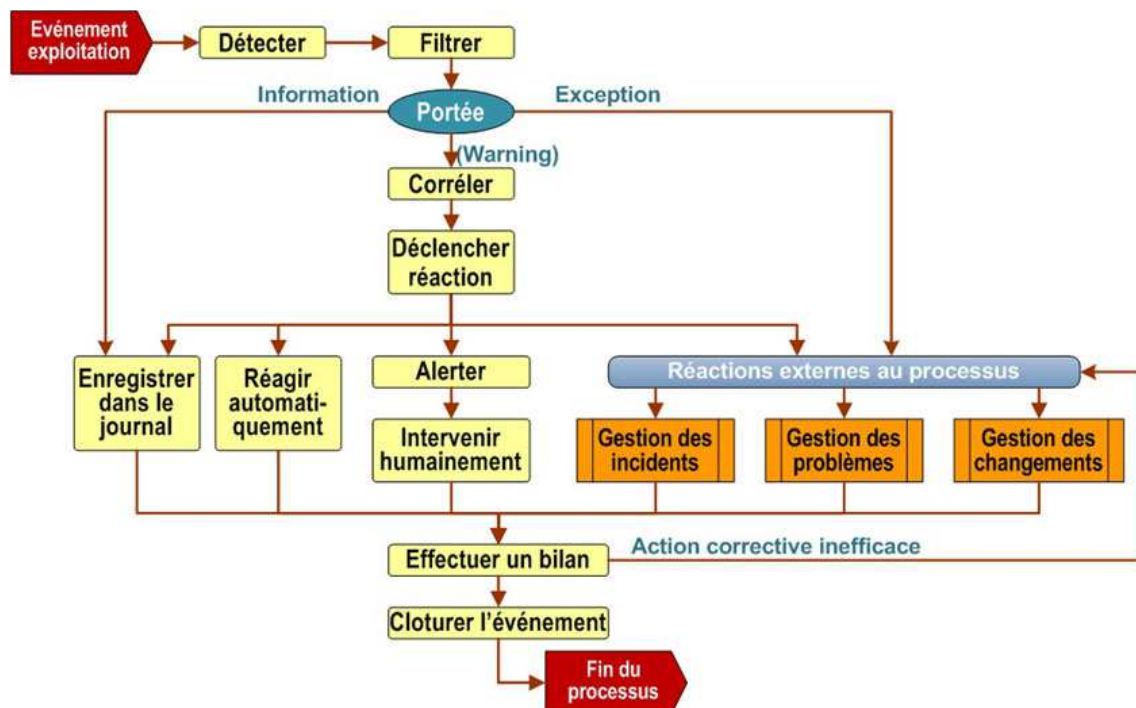 Evénement
exploitation
Détecter
Filtrer
Information
Portée
Exception
(Warning)
Corréler
Déclencher
réaction
Enregistrer
dans le
journal
Réagir
automati-
quement
Alerter
Intervenir
humainement
Réactions externes au processus
Gestion des
incidents
Gestion des
problèmes
Gestion des
changements
Effectuer un bilan
Action corrective inefficace
Cloturer l'événement
Fin du
processus